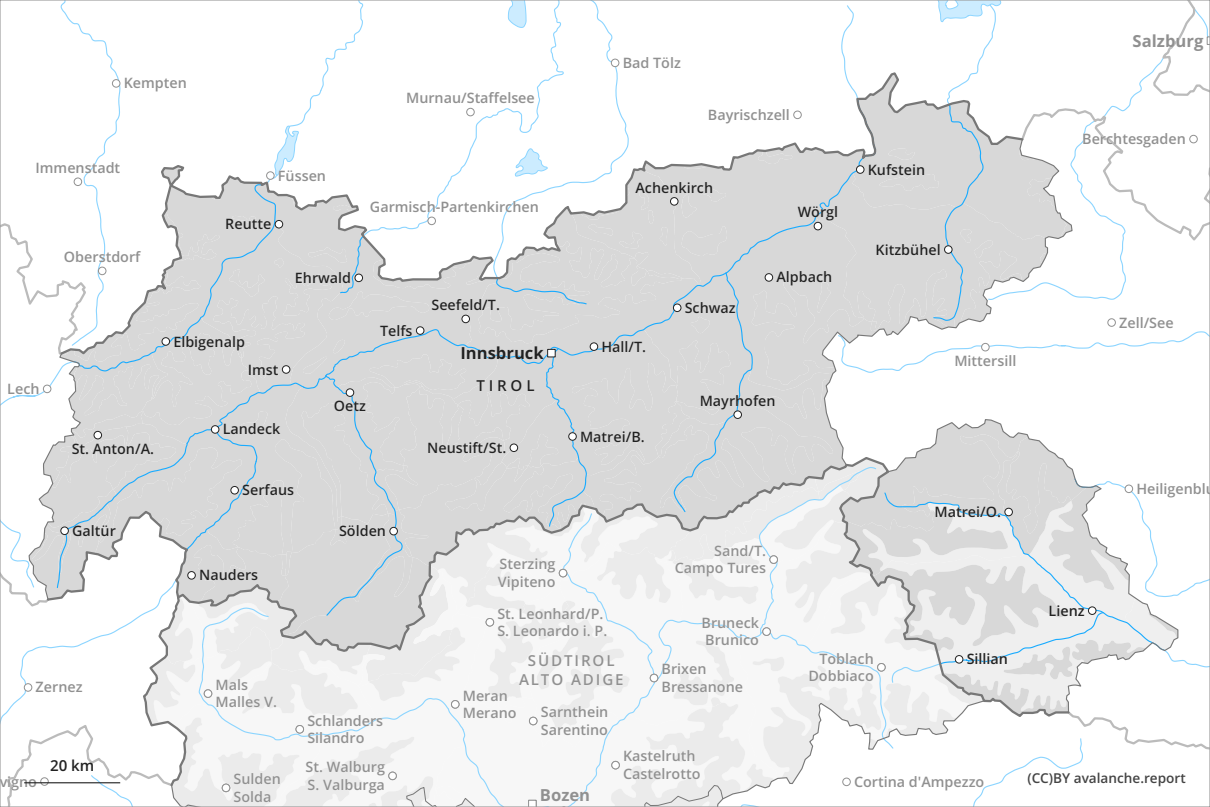 Salzburg
Bad Tölz
Kempten
Murnau/Staffelsee
Bayrischzell
Berchtesgaden
Immenstadt
Füssen
Kufstein
Achenkirch
Garmisch-Partenkirchen
Wörgl
Reutte
Kitzbühel
Oberstdorf
Ehrwald
Alpbach
Seefeld/T.
Schwaz
Zell/See
Telfs
Elbigenalp
Innsbruck
Hall/T.
Mittersill
Imst
TIROL
Lech
Oetz
Mayrhofen
Landeck
Matrei/B.
St. Anton/A.
Neustift/St.
Serfaus
Heiligenblu
Matrei/O.
Galtür
Sölden
Sand/T.
Campo Tures
Sterzing
Vipiteno
Nauders
Lienz
St. Leonhard/P.
S. Leonardo i. P.
Bruneck
Brunico
SÜDTIROL
ALTO ADIGE
Toblach
Dobbiaco
Sillian
Brixen
Bressanone
Zernez
Mals
Malles V.
Meran
Merano
Sarnthein
Sarentino
Schlanders
Silandro
Kastelruth
Castelrotto
St. Walburg
S. Valburga
20 km
vigno
Sulden
Solda
Cortina d'Ampezzo
(CC)BY avalanche.report
Bozen